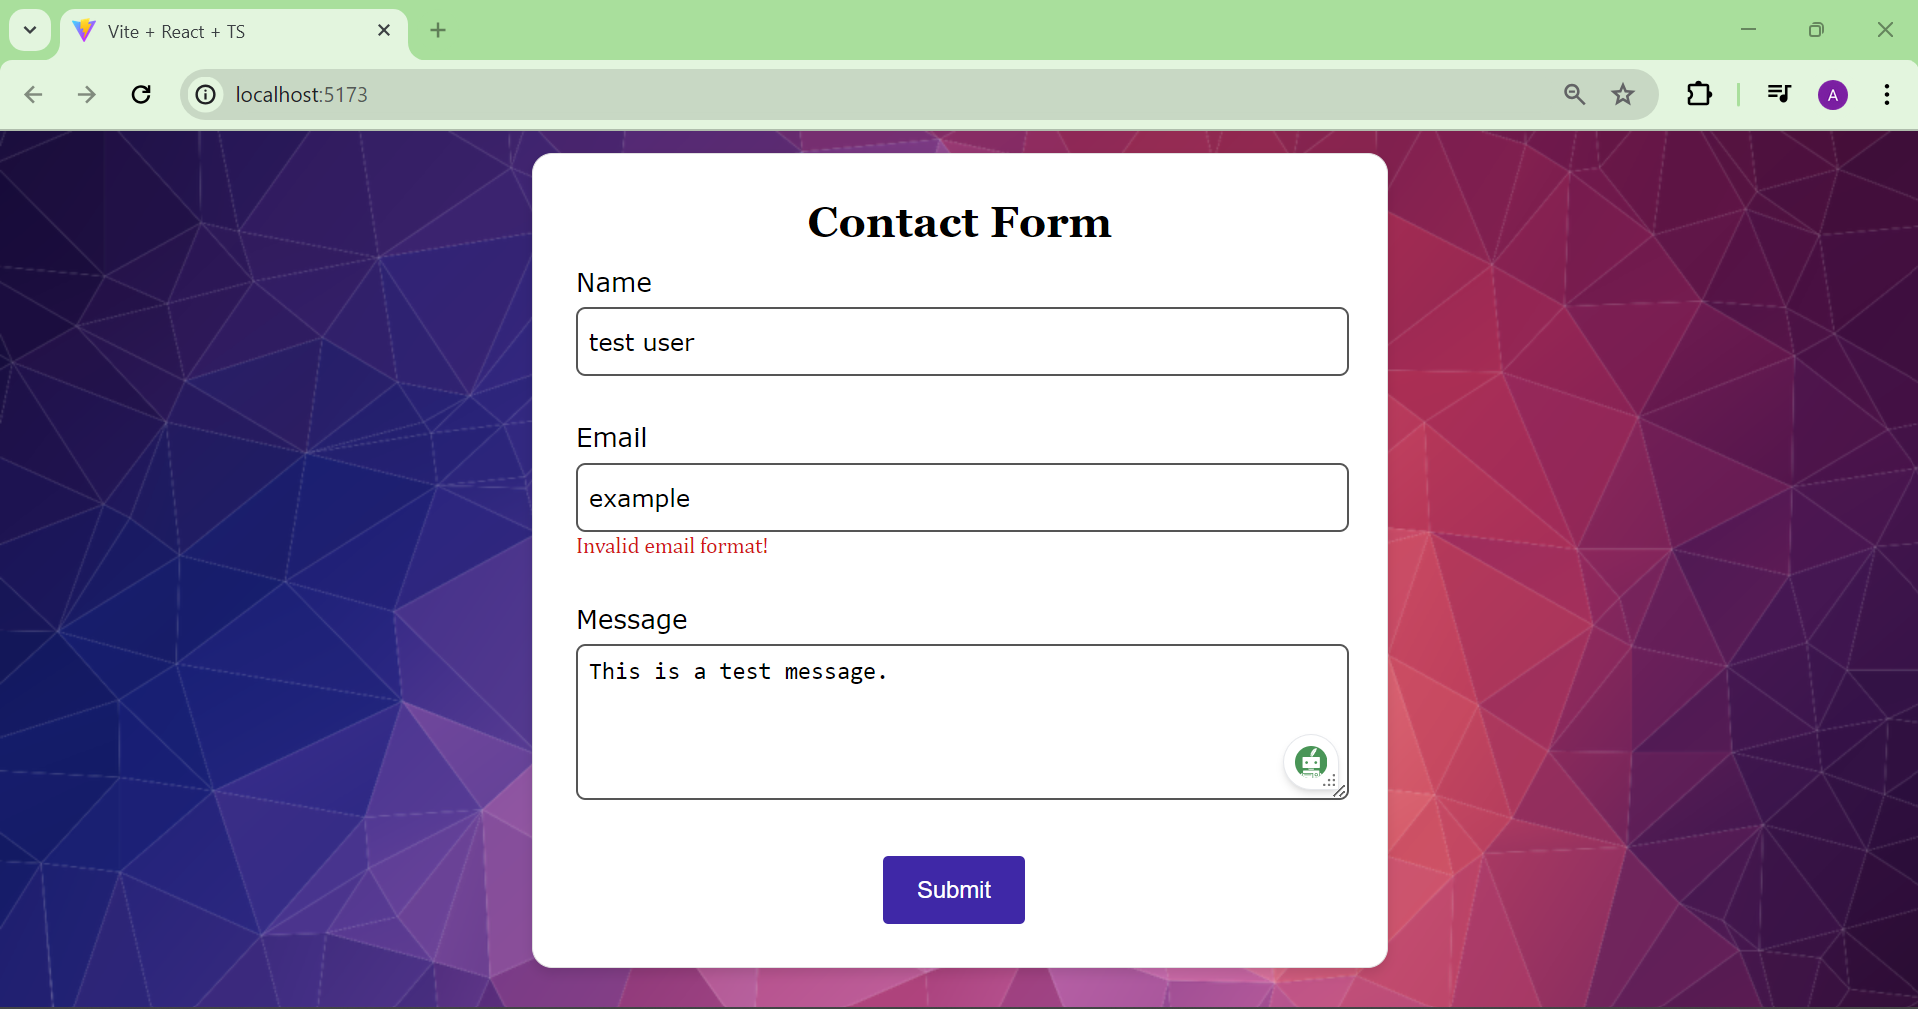 Vite + React + TS
localhost:5173
A
Contact Form
Name
test user
Email
example
Invalid email format!
Message
This is a test message.
Submit